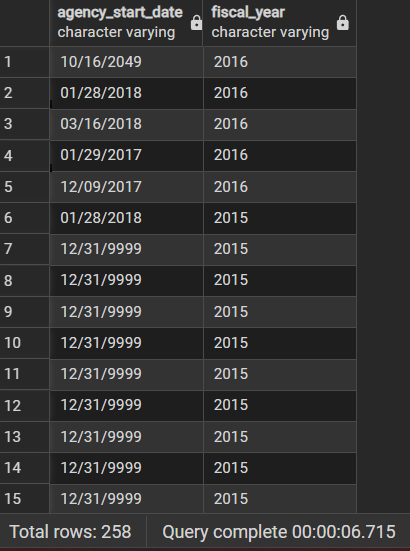 agency_start_date fiscal_year
character varying character varying
1 10/16/2049 2016
2 01/28/2018 2016
3 03/16/2018 2016
4 01/29/2017 2016
5 12/09/2017 2016
6 01/28/2018 2015
7 12/31/9999 2015
8 12/31/9999 2015
9 12/31/9999 2015
10 12/31/9999 2015
11 12/31/9999 2015
12 12/31/9999 2015
13 12/31/9999 2015
14 12/31/9999 2015
15 12/31/9999 2015
Total rows: 258 Query complete 00:00:06.715